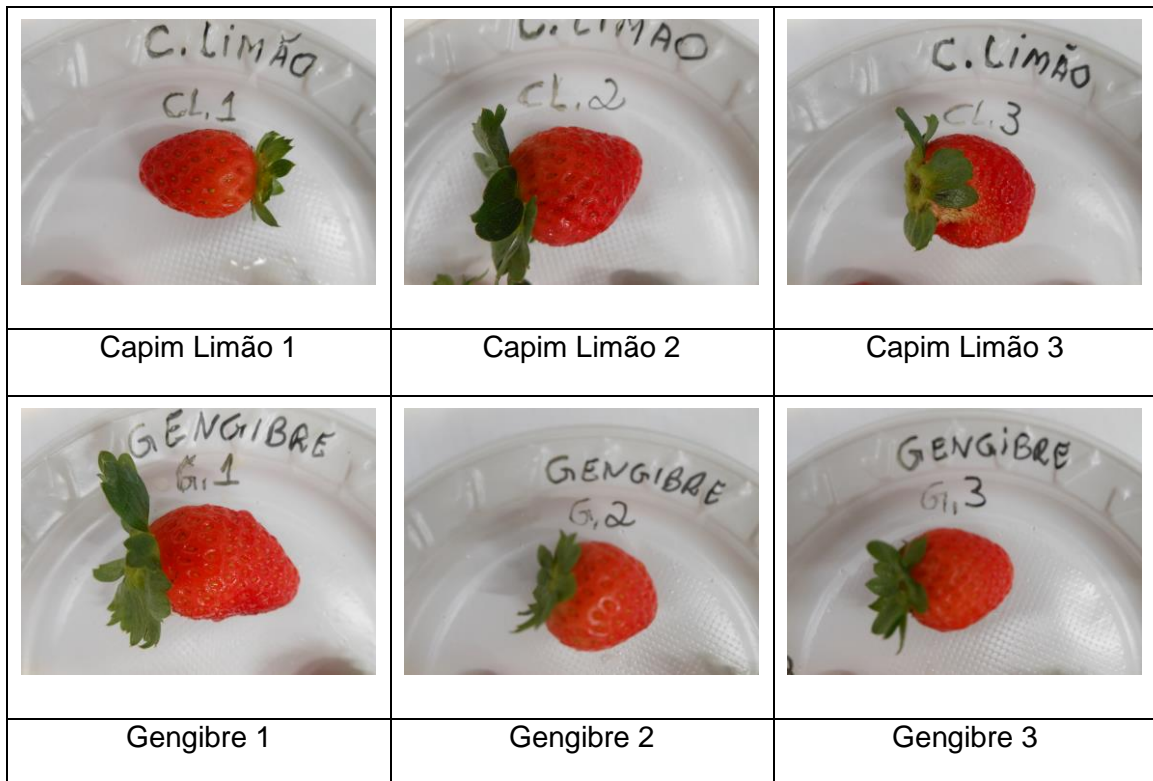 C. LiMÃO
CL.1
C. LIMAO
CL.2
C. LiMÃO
CL.3
Capim Limão 1
Capim Limão 2
Capim Limão 3
GENGIBRE
G.1
GENGIBRE
G.2
GENGiBRE
G.3
Gengibre 1
Gengibre 2
Gengibre 3